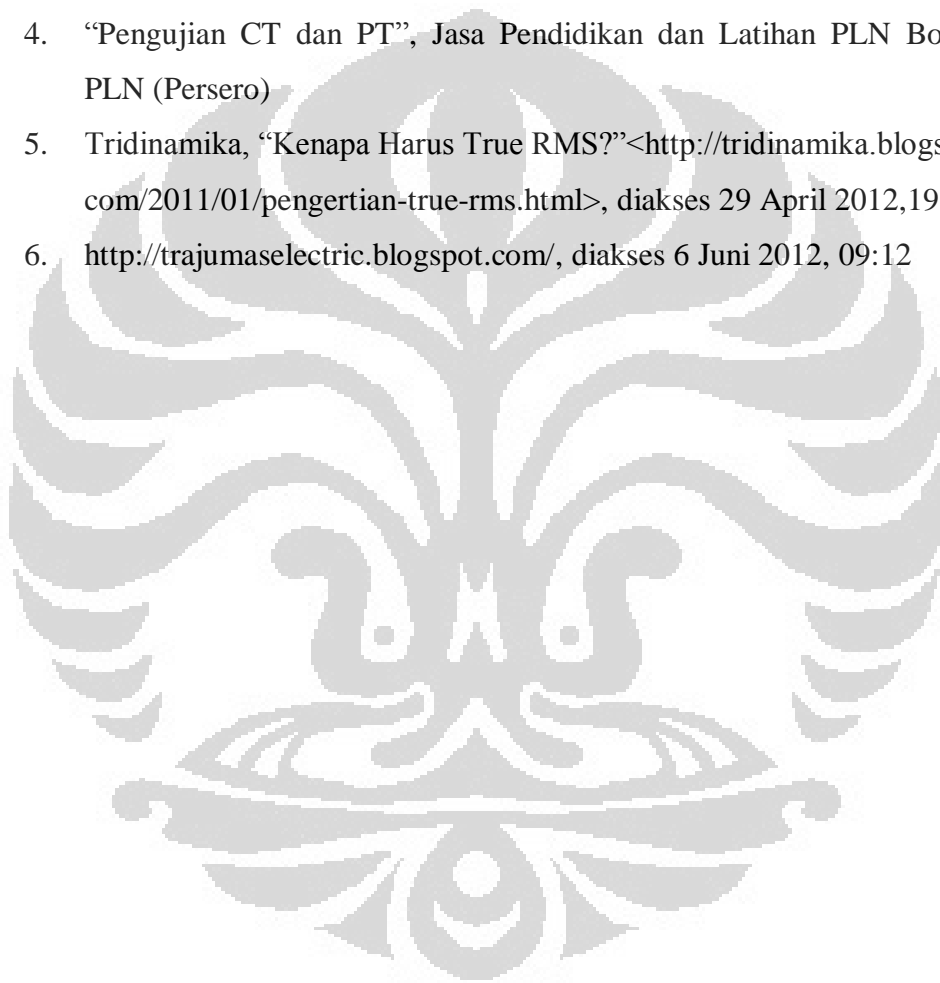 4. “Pengujian CT dan PT”, Jasa Pendidikan dan Latihan PLN
PLN (Persero)
5. Tridinamika, “Kenapa Harus True RMS?”<http://tridinamika.blogs
com/2011/01/pengertian-true-rms.html>, diakses 29 April 2012,19
6. http://trajumaselectric.blogspot.com/, diakses 6 Juni 2012, 09:12